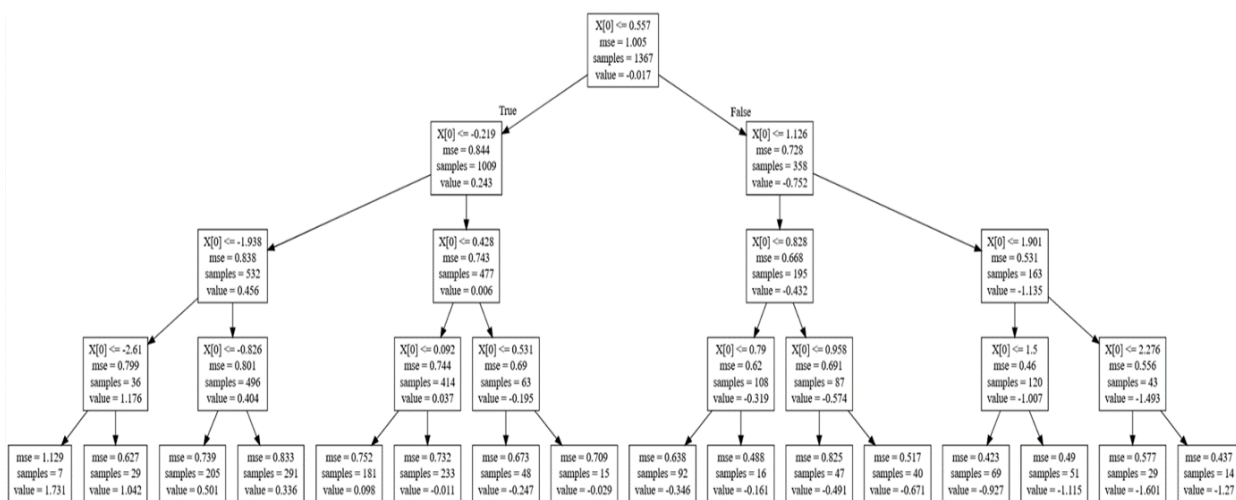 X[0] <= 0.557
mse = 1.005
samples = 1367
value = -0.017
True
False
X[0] <= -0.219
mse = 0.844
samples = 1009
value = 0.243
X[0] <= 1.126
mse = 0.728
samples = 358
value = -0.752
X[0] <= -1.938
mse = 0.838
samples = 532
value = 0.456
X[0] <= 0.428
mse = 0.743
samples = 477
value = 0.006
X[0] <= 0.828
mse = 0.668
samples = 195
value = -0.432
X[0] <= 1.901
mse = 0.531
samples = 163
value = -1.135
X[0] <= -2.61
mse = 0.799
samples = 36
value = 1.176
X[0] <= -0.826
mse = 0.801
samples = 496
value = 0.404
X[0] <= 0.092
mse = 0.744
samples = 414
value = 0.037
X[0] <= 0.531
mse = 0.69
samples = 63
value = -0.195
X[0] <= 0.79
mse = 0.62
samples = 108
value = -0.319
X[0] <= 0.958
mse = 0.691
samples = 87
value = -0.574
X[0] <= 1.5
mse = 0.46
samples = 120
value = -1.007
X[0] <= 2.276
mse = 0.556
samples = 43
value = -1.493
mse = 1.129
samples = 7
value = 1.731
mse = 0.627
samples = 29
value = 1.042
mse = 0.739
samples = 205
value = 0.501
mse = 0.833
samples = 291
value = 0.336
mse = 0.752
samples = 181
value = 0.098
mse = 0.732
samples = 233
value = -0.011
mse = 0.673
samples = 48
value = -0.247
mse = 0.709
samples = 15
value = -0.029
mse = 0.638
samples = 92
value = -0.346
mse = 0.488
samples = 16
value = -0.161
mse = 0.825
samples = 47
value = -0.491
mse = 0.517
samples = 40
value = -0.671
mse = 0.423
samples = 69
value = -0.927
mse = 0.49
samples = 51
value = -1.115
mse = 0.577
samples = 29
value = -1.601
mse = 0.437
samples = 14
value = -1.27